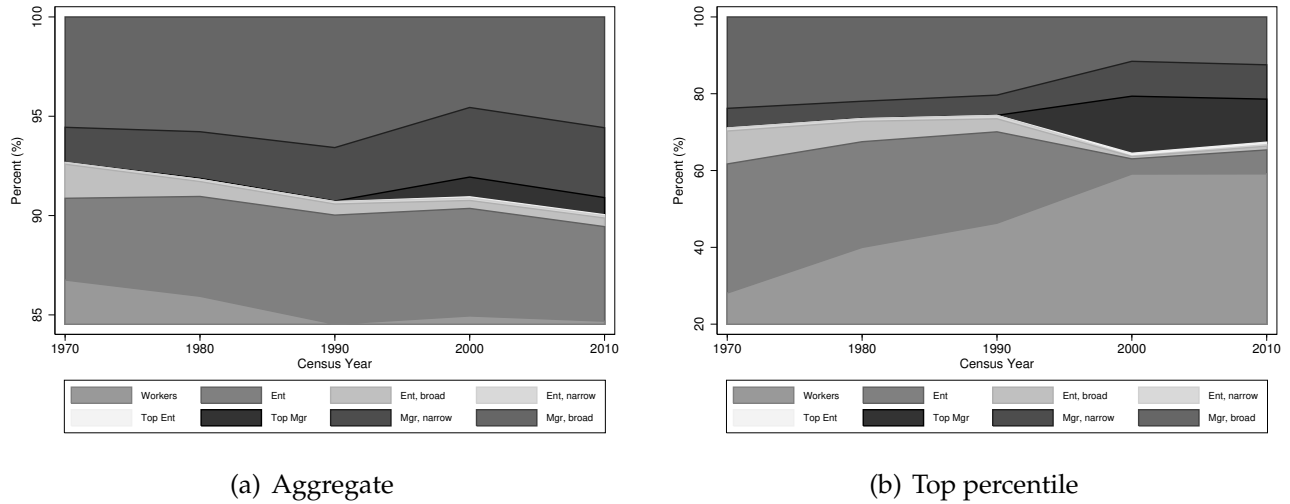 Percent (%)
100
95
90
85
1970 1980 1990 2000 2010
Census Year
Workers Ent Ent, broad Ent, narrow
Top Ent Top Mgr Mgr, narrow Mgr, broad
(a) Aggregate
Percent (%)
100
80
60
40
20
1970 1980 1990 2000 2010
Census Year
Workers Ent Ent, broad Ent, narrow
Top Ent Top Mgr Mgr, narrow Mgr, broad
(b) Top percentile